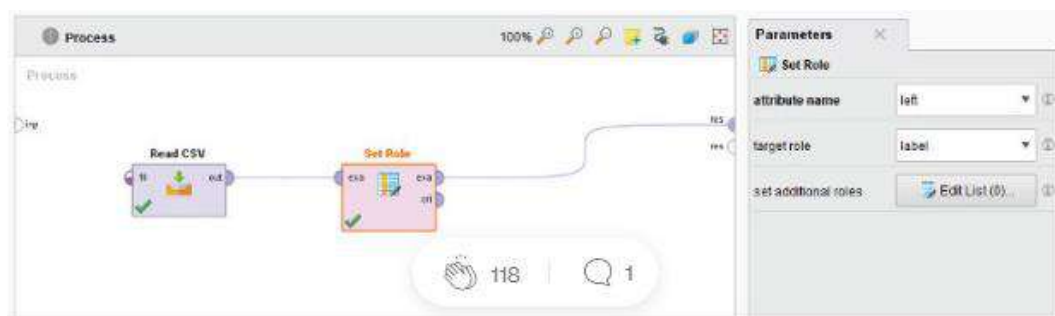 Process
100%
Process
inp
res
res
Read CSV
fil
out
Set Role
exa
exa
ori
118
1
Parameters
Set Role
attribute name
left
target role
label
set additional roles
Edit List (0)...